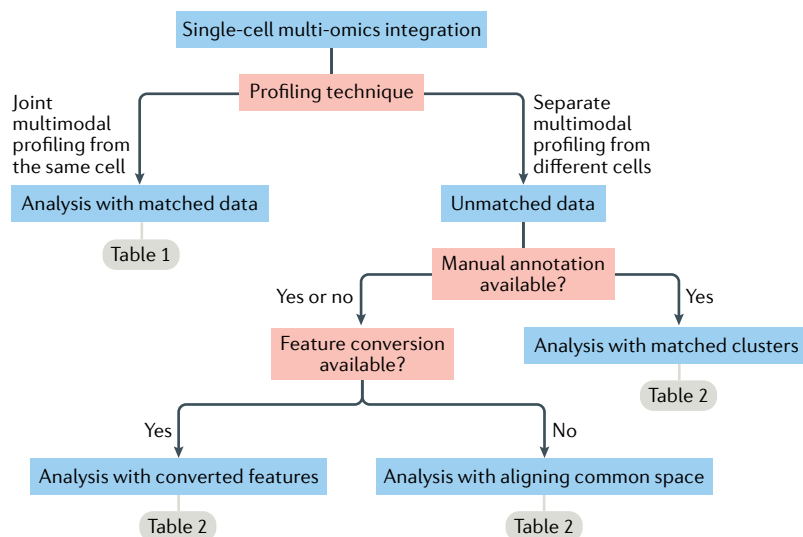 Single-cell multi-omics integration
Profiling technique
Joint
multimodal
profiling from
the same cell
Separate
multimodal
profiling from
different cells
Analysis with matched data
Unmatched data
Table 1
Manual annotation
available?
Yes or no
Yes
Feature conversion
available?
Analysis with matched clusters
Table 2
Yes
No
Analysis with converted features
Analysis with aligning common space
Table 2
Table 2